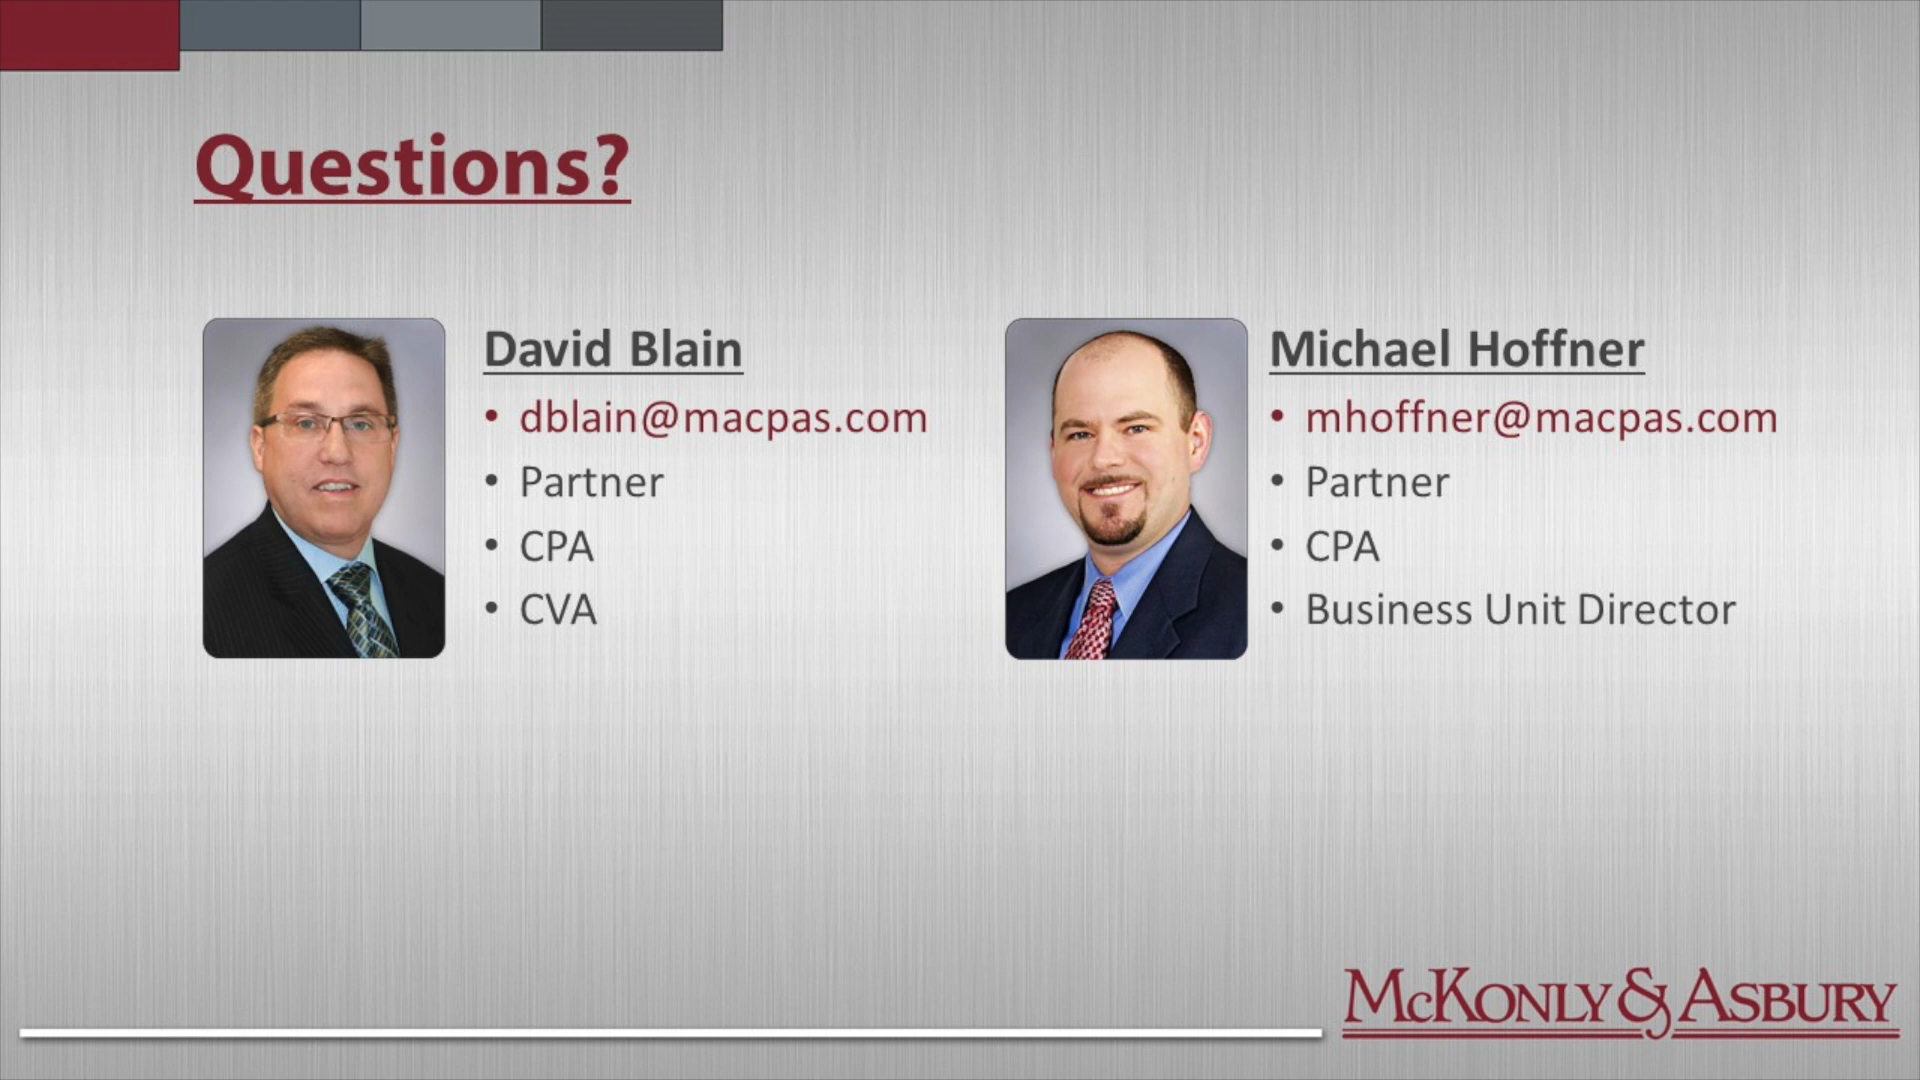 Questions?
David Blain
• dblain@macpas.com
• Partner
• CPA
• CVA
Michael Hoffner
• mhoffner@macpas.com
• Partner
• CPA
• Business Unit Director
McKonly & Asbury